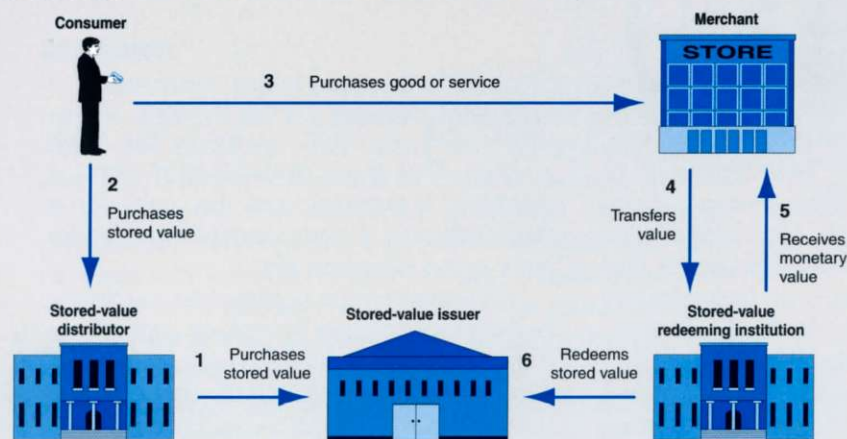 Consumer
Merchant
STORE
3 Purchases good or service
2
Purchases
stored value
4
Transfers
value
5
Receives
monetary
value
Stored-value
distributor
Stored-value issuer
Stored-value
redeeming institution
1 Purchases
stored value
6 Redeems
stored value